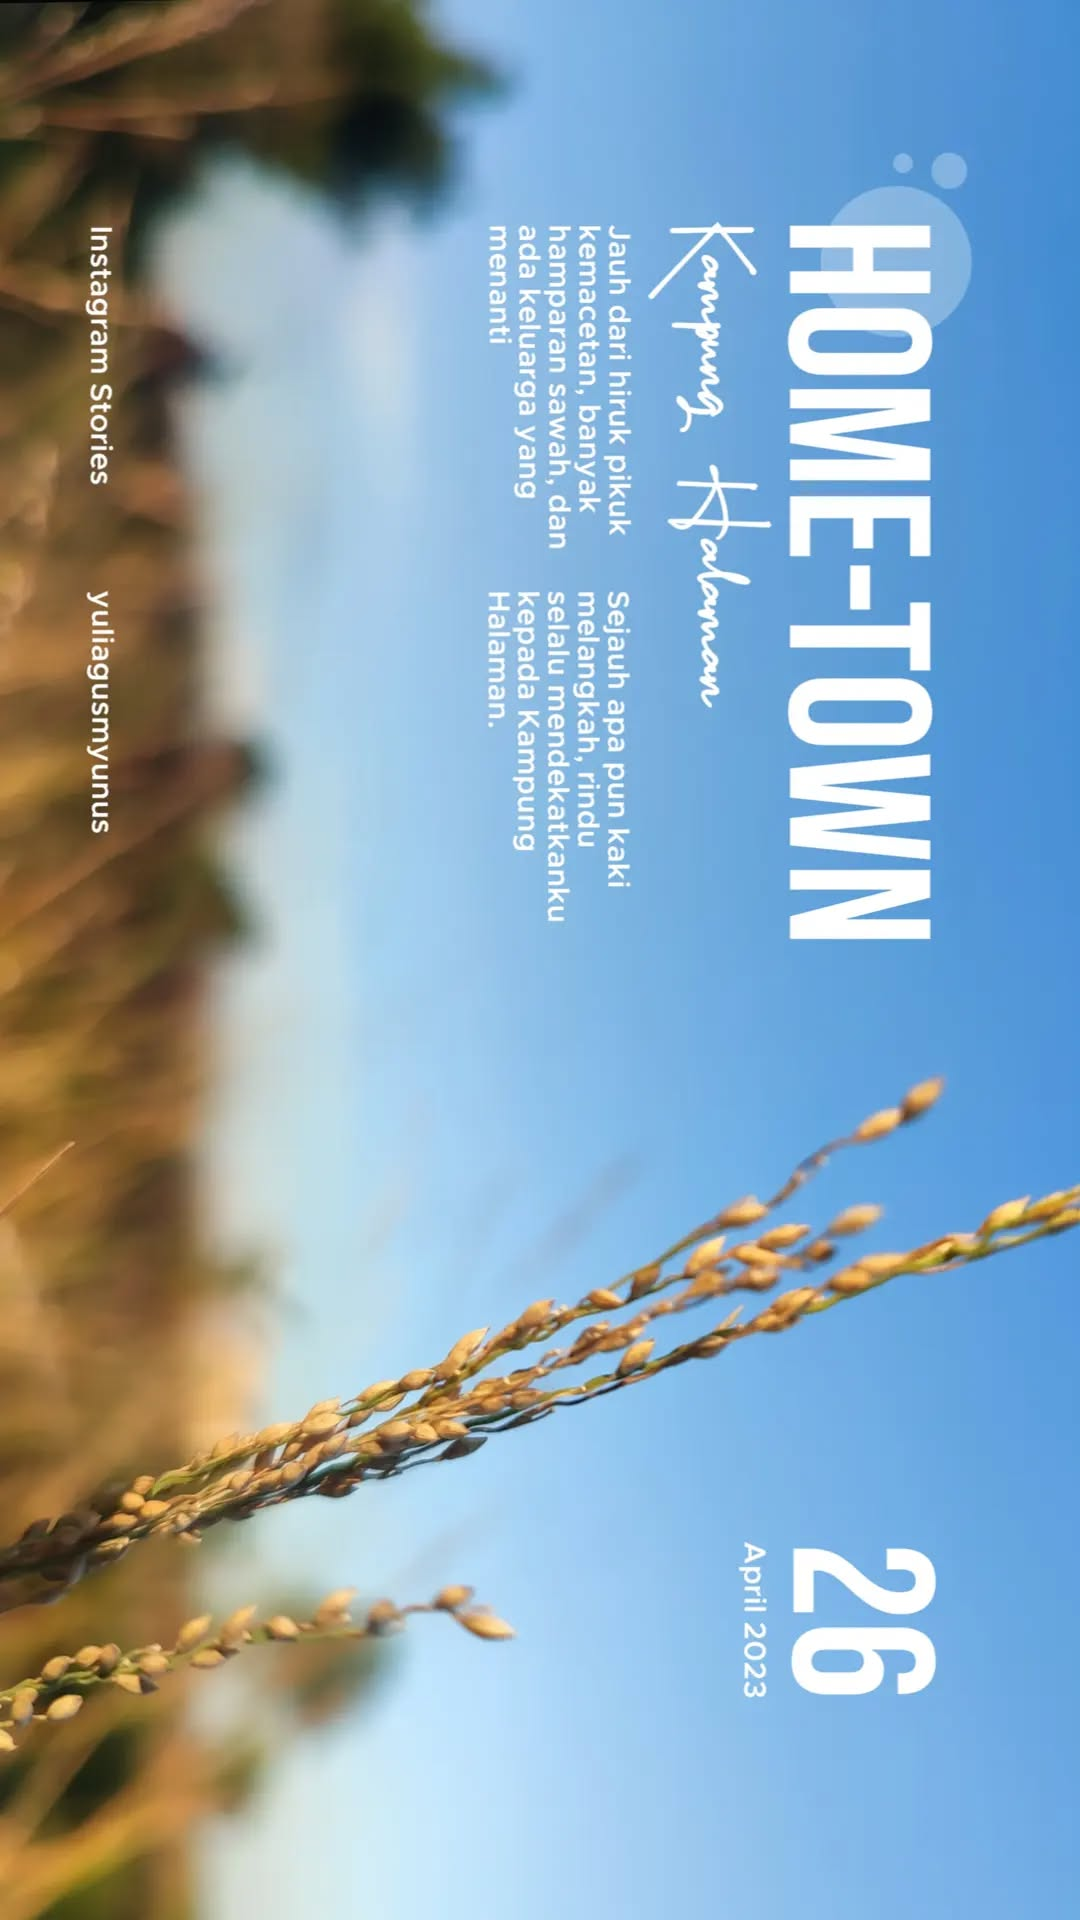 HOME-TOWN
Kampung Halaman
Jauh dari hiruk pikuk
kemacetan, banyak
hamparan sawah, dan
ada keluarga yang
menanti
Sejauh apa pun kaki
melangkah, rindu
selalu mendekatkanku
kepada Kampung
Halaman.
26
April 2023
Instagram Stories
yuliagusmyunus